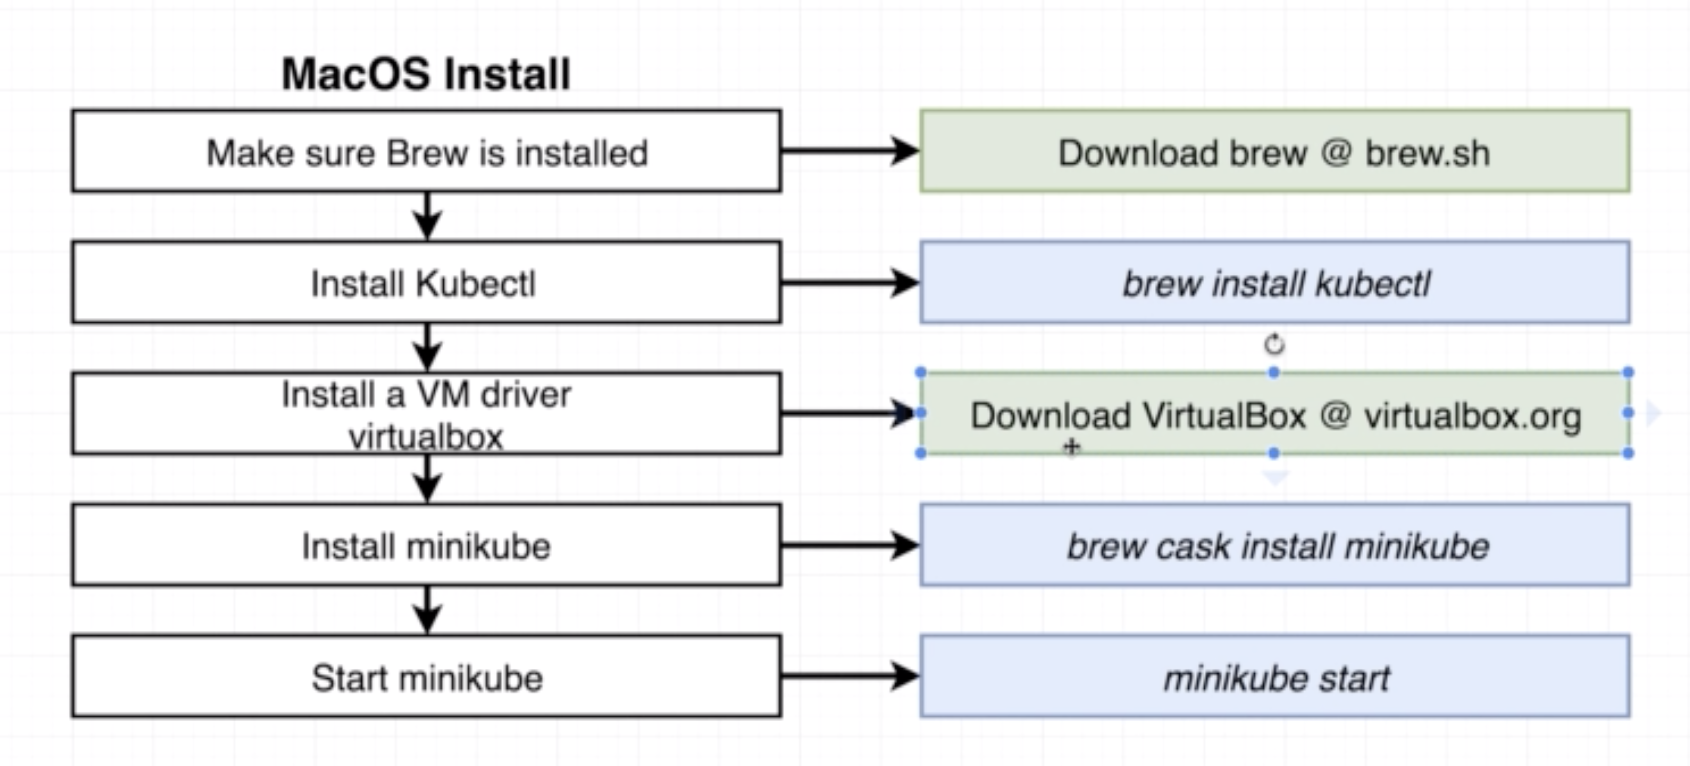 MacOS Install
Make sure Brew is installed
Download brew @ brew.sh
Install Kubectl
brew install kubectl
Install a VM driver
virtualbox
Download VirtualBox @ virtualbox.org
Install minikube
brew cask install minikube
Start minikube
minikube start